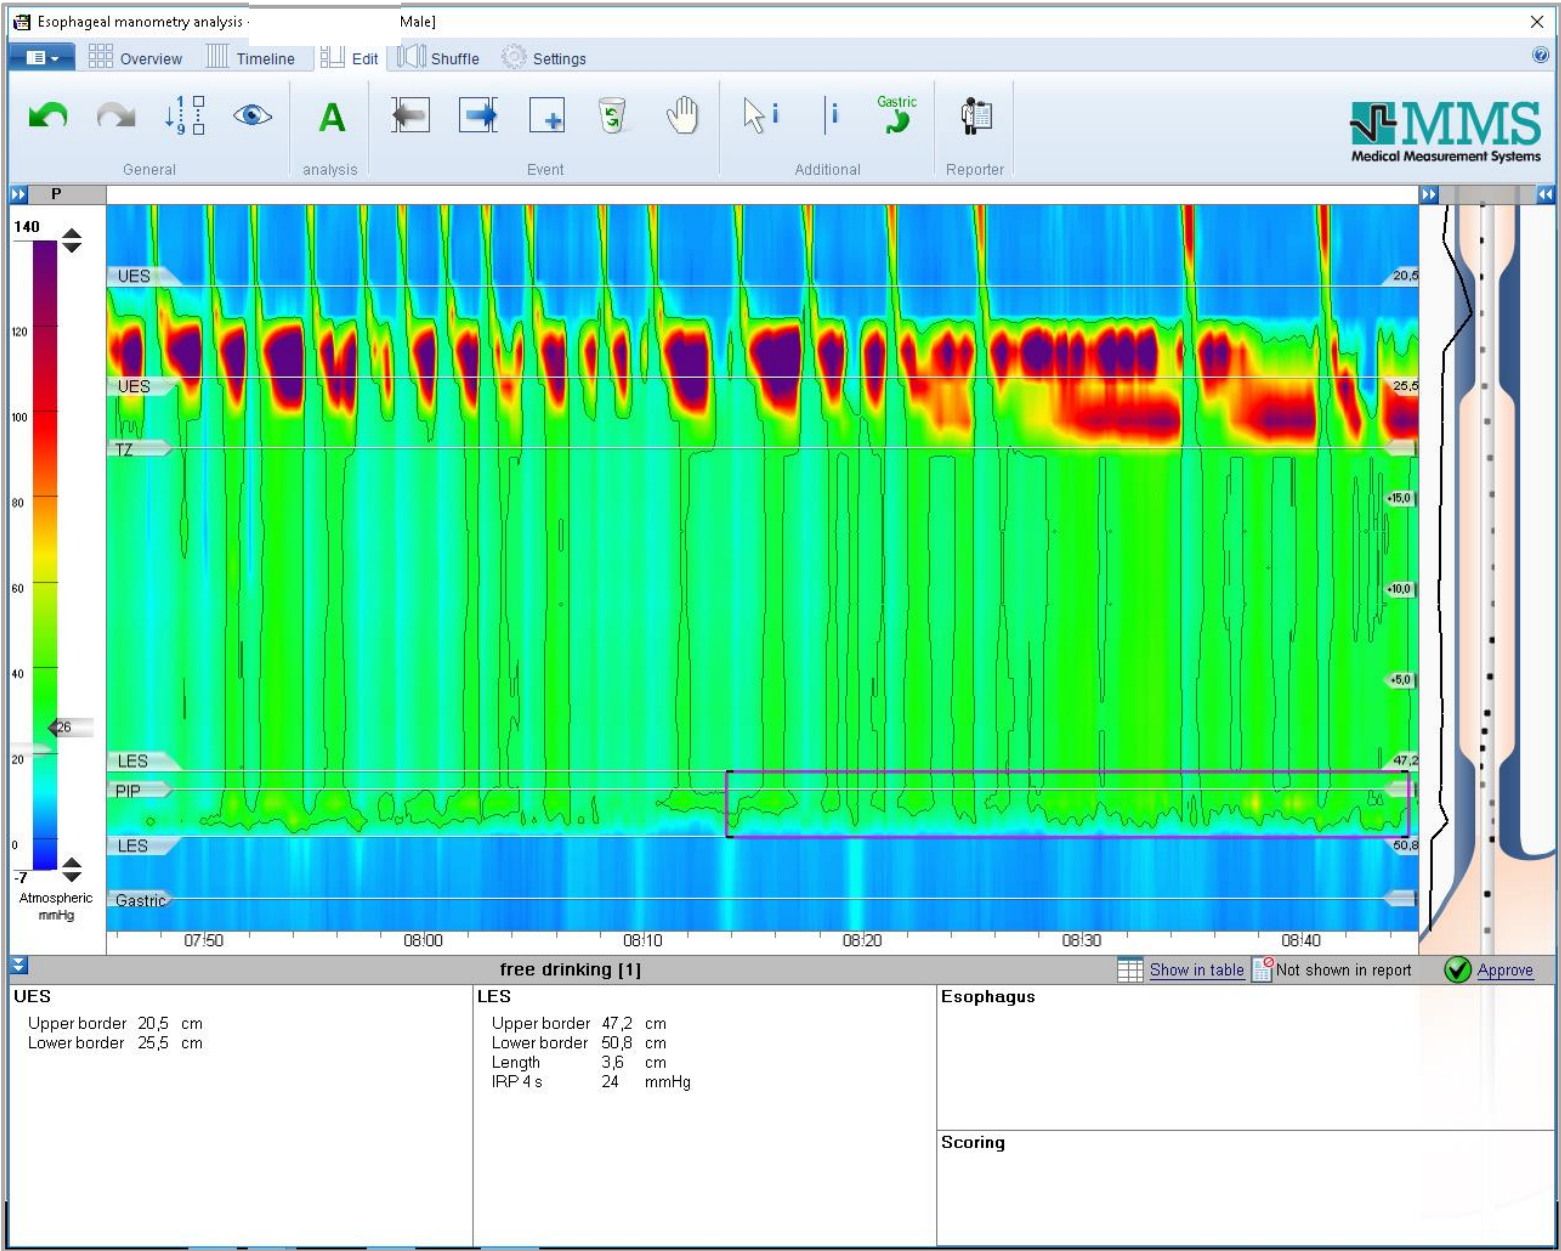 Esophageal manometry analysis - Male]
Overview Timeline Edit Shuffle Settings
1
9
A
i
i
Gastric
General analysis Event Additional Reporter
MMS
Medical Measurement Systems
P
140
120
100
80
60
40
26
20
0
-7
Atmospheric
mmHg
UES 20,5
UES 25,5
TZ
+15,0
+10,0
+5,0
LES 47,2
PIP
LES 50,8
Gastric
07:50 08:00 08:10 08:20 08:30 08:40
free drinking [1] Show in table Not shown in report Approve
UES
Upper border 20,5 cm
Lower border 25,5 cm
LES
Upper border 47,2 cm
Lower border 50,8 cm
Length 3,6 cm
IRP 4 s 24 mmHg
Esophagus
Scoring